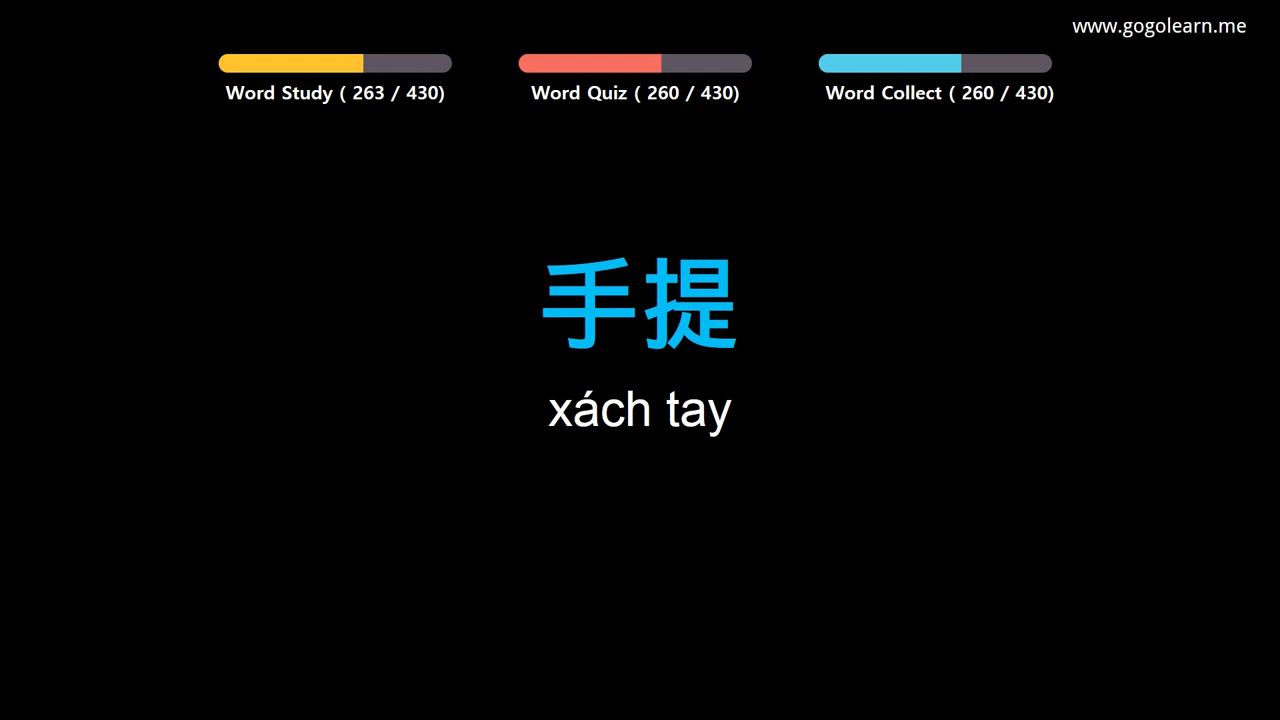 www.gogolearn.me
Word Study ( 263 / 430)
Word Quiz ( 260 / 430)
Word Collect ( 260 / 430)
手提
xách tay